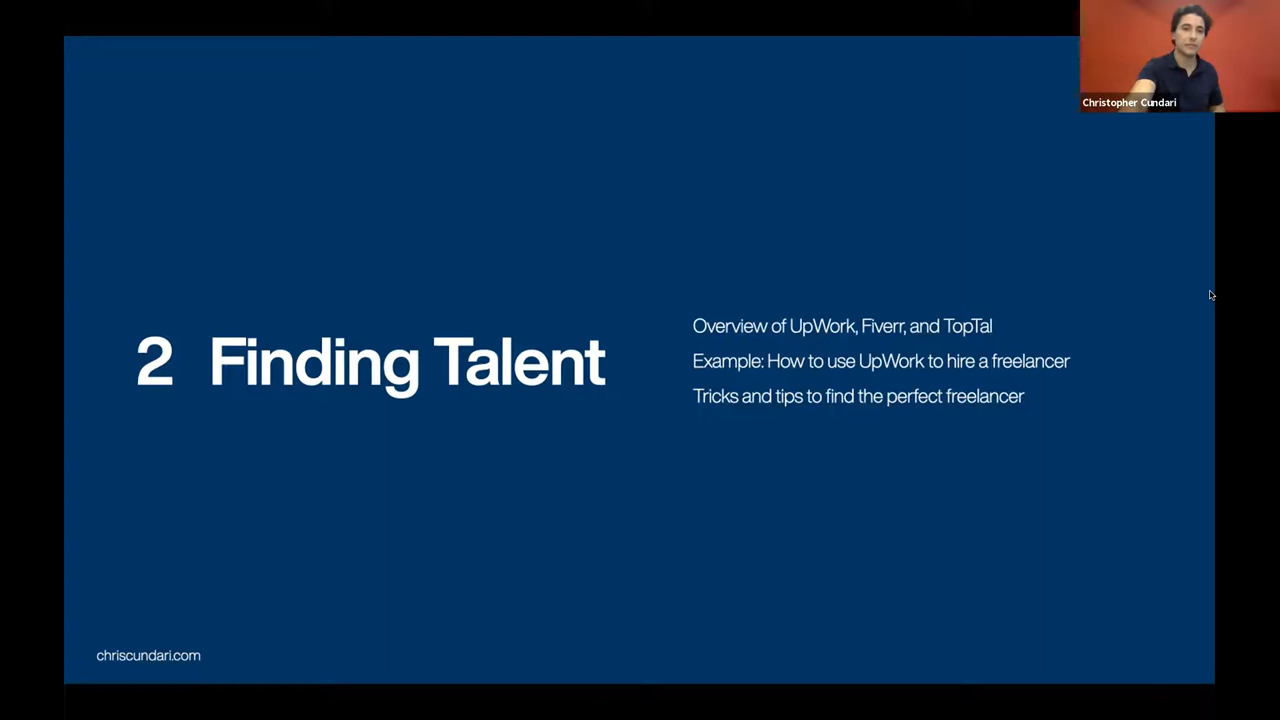 Christopher Cundari
2 Finding Talent
Overview of UpWork, Fiverr, and TopTal
Example: How to use UpWork to hire a freelancer
Tricks and tips to find the perfect freelancer
chriscundari.com